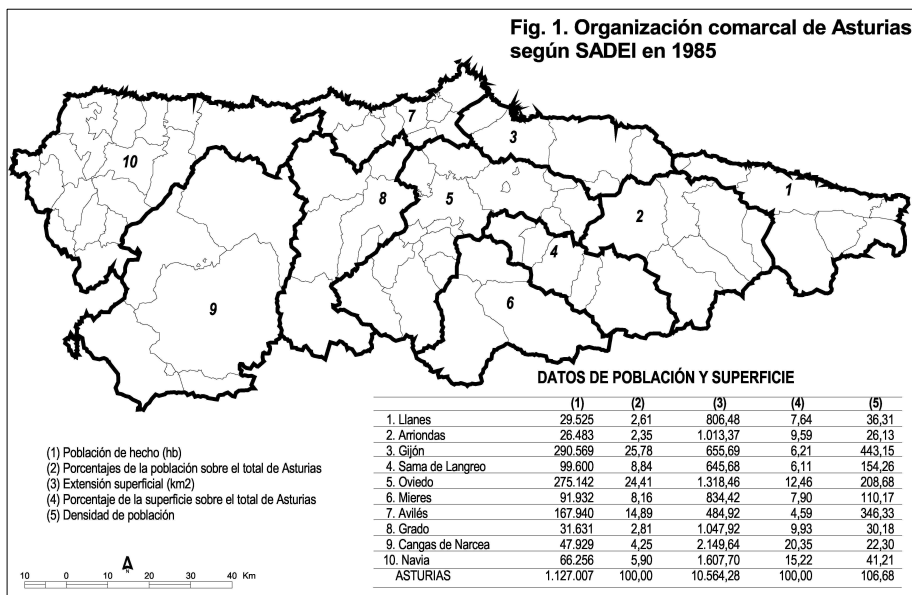 Fig. 1. Organización comarcal de Asturias
según SADEI en 1985
7
3
10
1
8
5
2
4
9
6
DATOS DE POBLACIÓN Y SUPERFICIE
(1) (2) (3) (4) (5)
1. Llanes 29.525 2,61 806,48 7,64 36,31
2. Arriondas 26.483 2,35 1.013,37 9,59 26,13
3. Gijón 290.569 25,78 655,69 6,21 443,15
4. Sama de Langreo 99.600 8,84 645,68 6,11 154,26
5. Oviedo 275.142 24,41 1.318,46 12,46 208,68
6. Mieres 91.932 8,16 834,42 7,90 110,17
7. Avilés 167.940 14,89 484,92 4,59 346,33
8. Grado 31.631 2,81 1.047,92 9,93 30,18
9. Cangas de Narcea 47.929 4,25 2.149,64 20,35 22,30
10. Navia 66.256 5,90 1.607,70 15,22 41,21
ASTURIAS 1.127.007 100,00 10.564,28 100,00 106,68
(1) Población de hecho (hb)
(2) Porcentajes de la población sobre el total de Asturias
(3) Extensión superficial (km2)
(4) Porcentaje de la superficie sobre el total de Asturias
(5) Densidad de población
N
10 0 10 20 30 40 Km